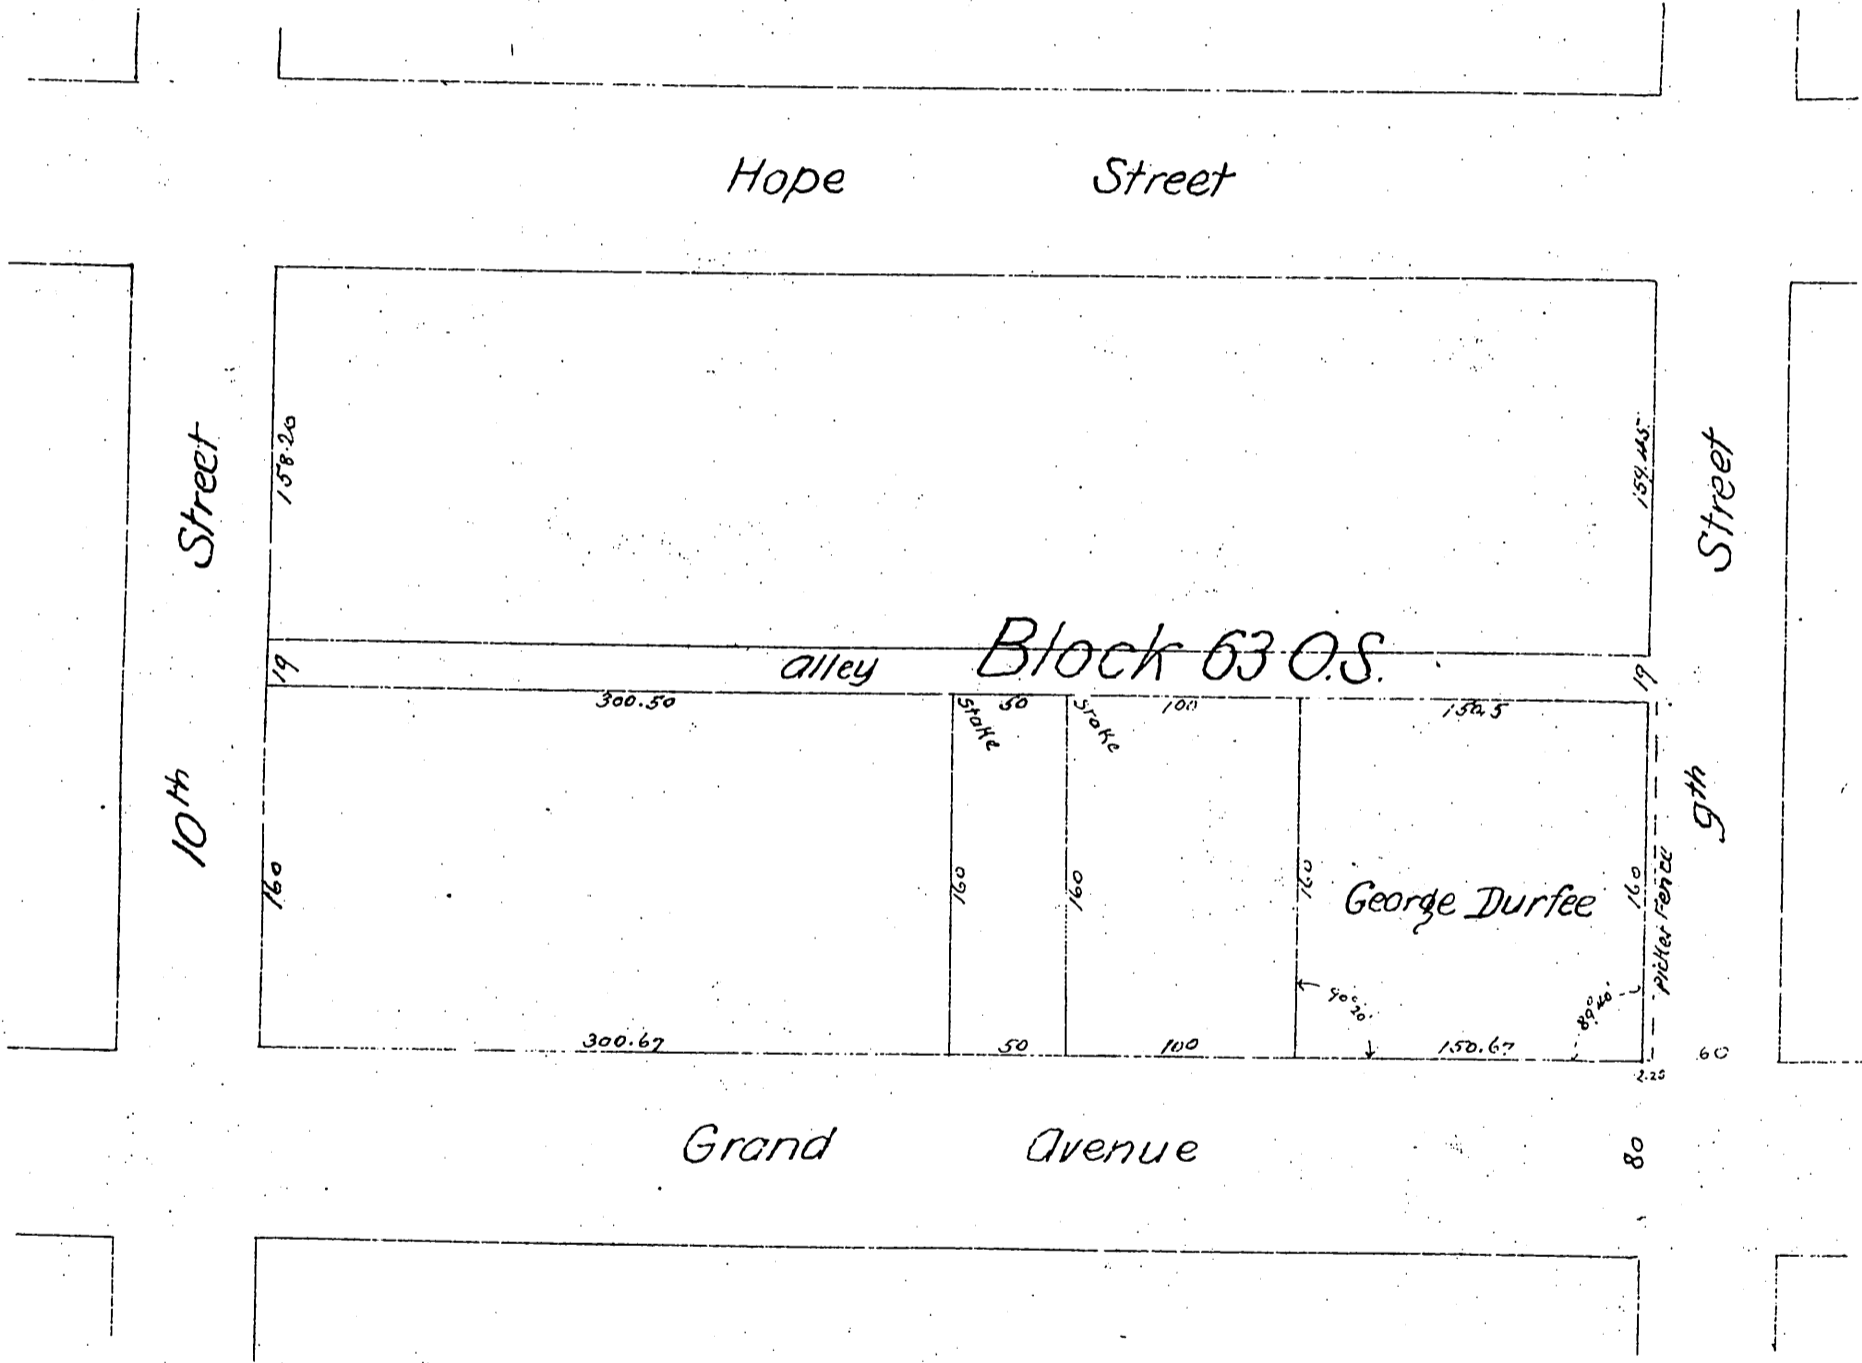 Hope Street
158.20
159.45
Street
Street
Block 63 O.S.
alley
19
19
300.50
50
100
150.5
Stake
Stake
10th
9th
160
160
160
160
160
George Durfee
Picket Fence
90° 20'
89° 40'
300.67
50
100
150.67
60
2.25
Grand Avenue
80